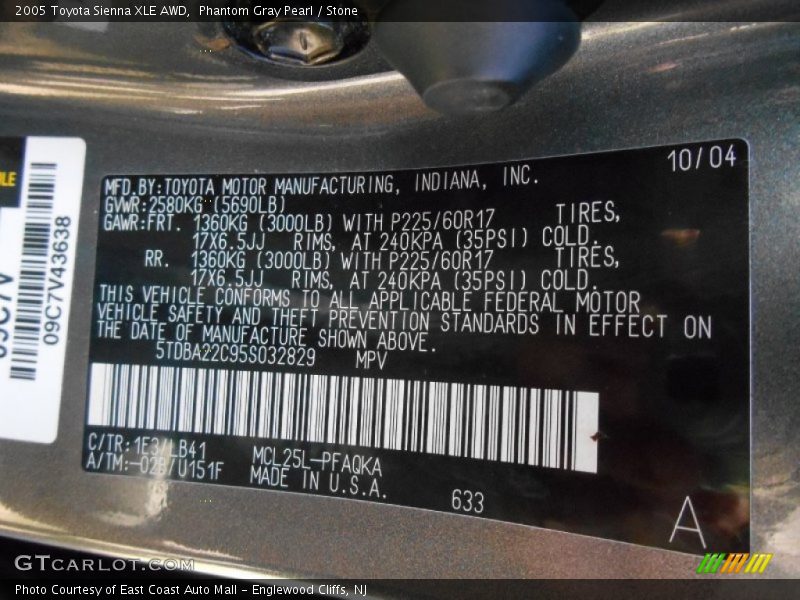 2005 Toyota Sienna XLE AWD, Phantom Gray Pearl / Stone
10/04
MFD.BY:TOYOTA MOTOR MANUFACTURING, INDIANA, INC.
GVWR:2580KG (5690LB)
GAWR:FRT. 1360KG (3000LB) WITH P225/60R17 TIRES,
17X6.5JJ RIMS, AT 240KPA (35PSI) COLD.
RR. 1360KG (3000LB) WITH P225/60R17 TIRES,
17X6.5JJ RIMS, AT 240KPA (35PSI) COLD.
THIS VEHICLE CONFORMS TO ALL APPLICABLE FEDERAL MOTOR
VEHICLE SAFETY AND THEFT PREVENTION STANDARDS IN EFFECT ON
THE DATE OF MANUFACTURE SHOWN ABOVE.
5TDBA22C95S032829 MPV
C/TR:1F3/LB41 MCL25L-PFAQKA
A/TM:-02B/U151F MADE IN U.S.A.
633
A
09C7V43638
GTCARLOT.COM
Photo Courtesy of East Coast Auto Mall - Englewood Cliffs, NJ